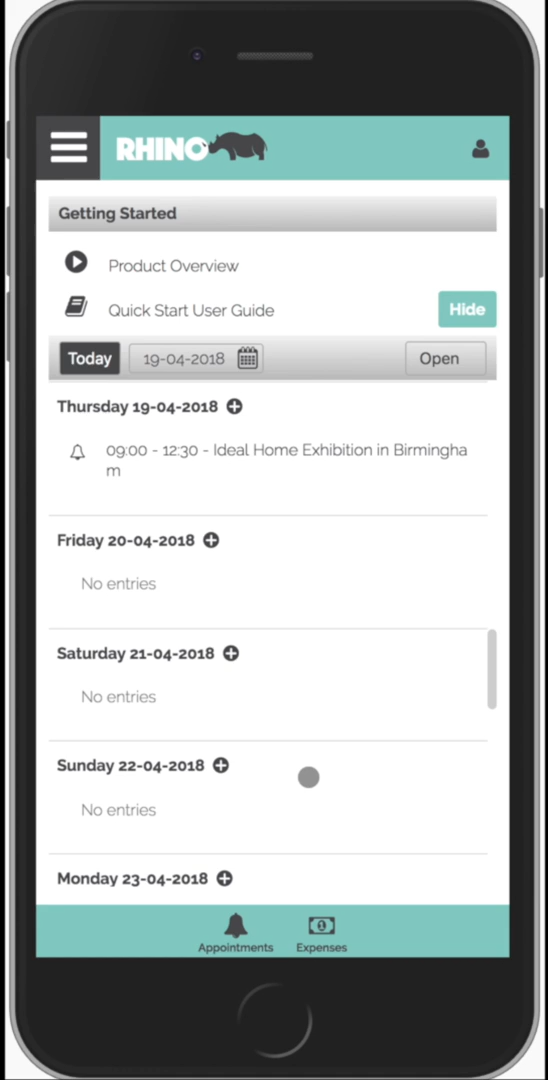 RHINO
Getting Started
Product Overview
Quick Start User Guide
Hide
Today
19-04-2018
Open
Thursday 19-04-2018
09:00 - 12:30 - Ideal Home Exhibition in Birmingha
m
Friday 20-04-2018
No entries
Saturday 21-04-2018
No entries
Sunday 22-04-2018
No entries
Monday 23-04-2018
Appointments
Expenses